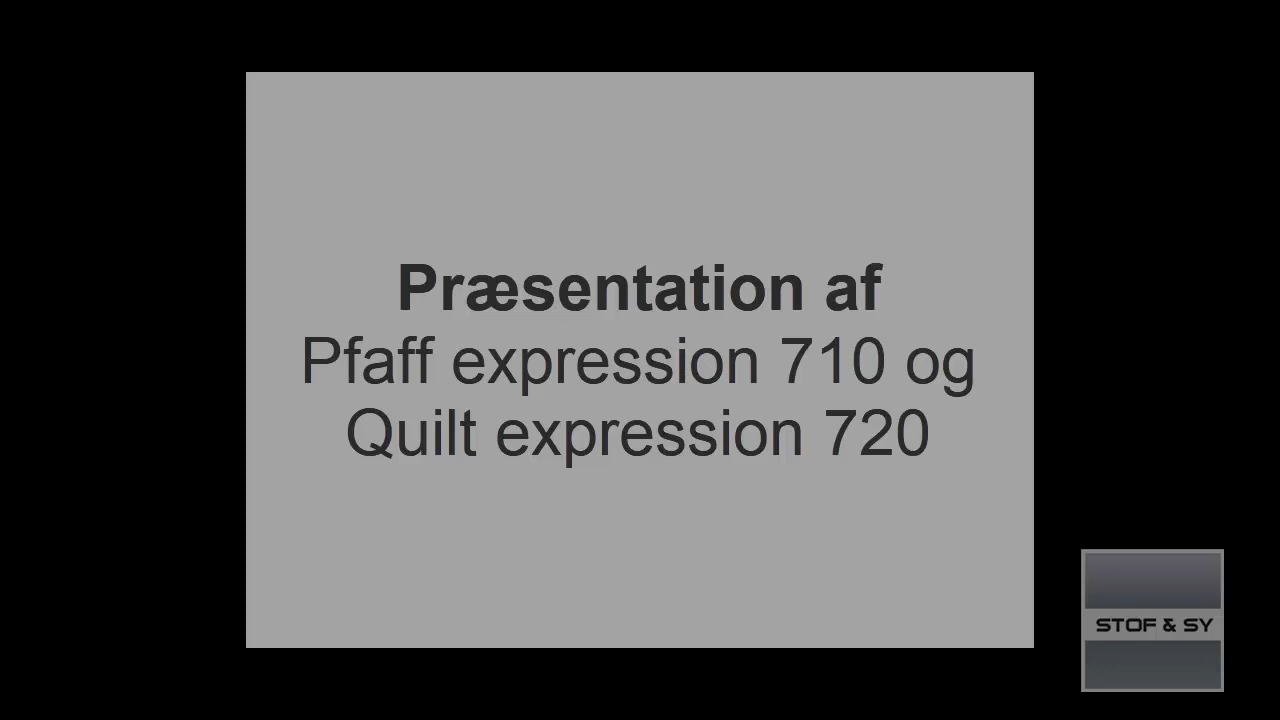 Præsentation af
Pfaff expression 710 og
Quilt expression 720
STOF & SY